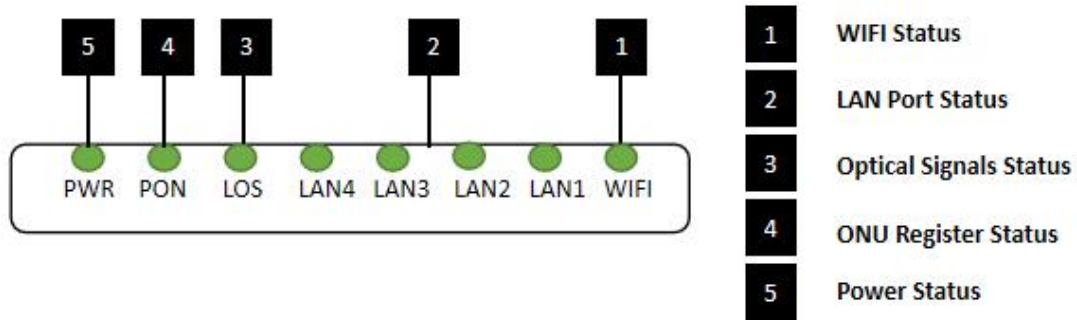 5 4 3 2 1
PWR PON LOS LAN4 LAN3 LAN2 LAN1 WIFI
1 WIFI Status
2 LAN Port Status
3 Optical Signals Status
4 ONU Register Status
5 Power Status